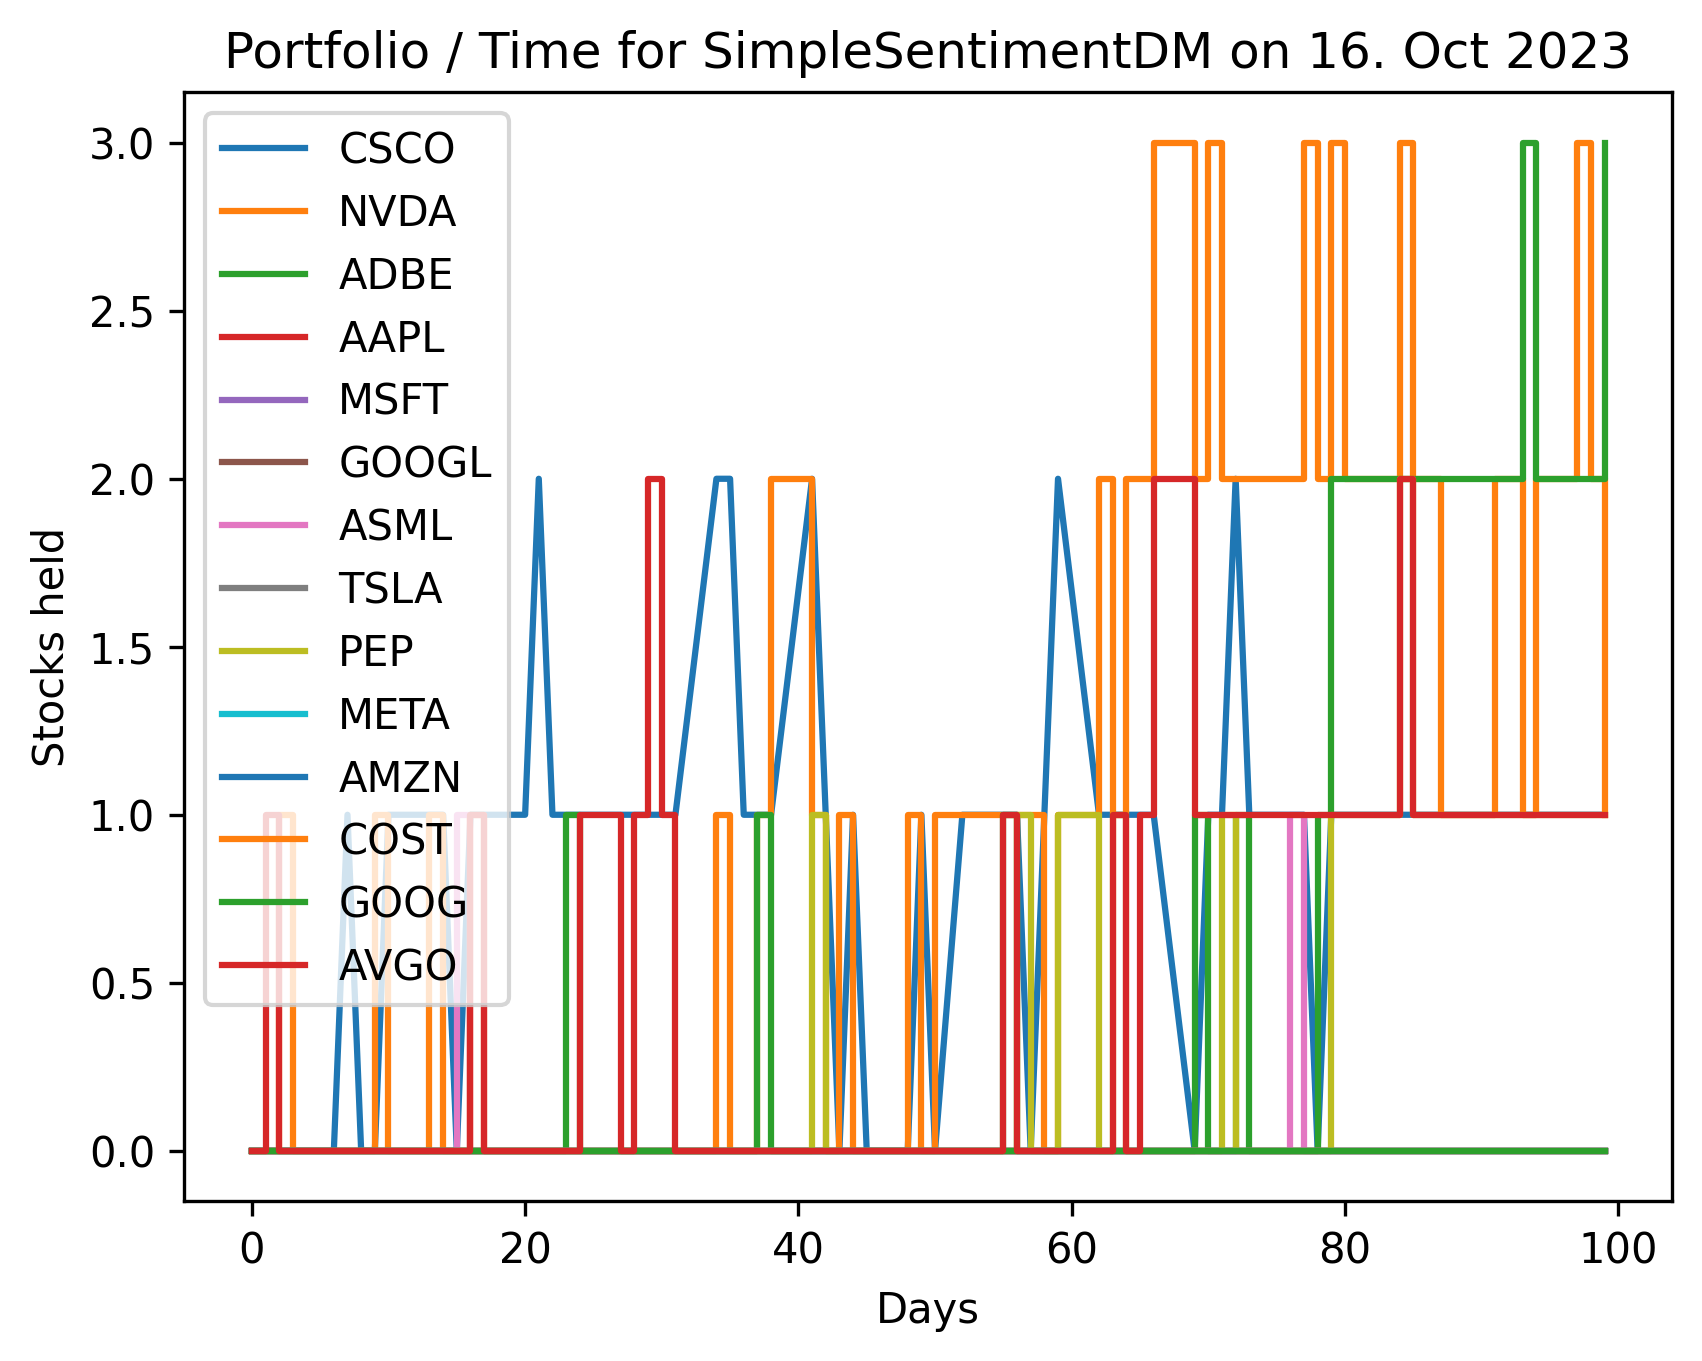 Portfolio / Time for SimpleSentimentDM on 16. Oct 2023
3.0
2.5
2.0
1.5
1.0
0.5
0.0
Stocks held
CSCO
NVDA
ADBE
AAPL
MSFT
GOOGL
ASML
TSLA
PEP
META
AMZN
COST
GOOG
AVGO
0 20 40 60 80 100
Days